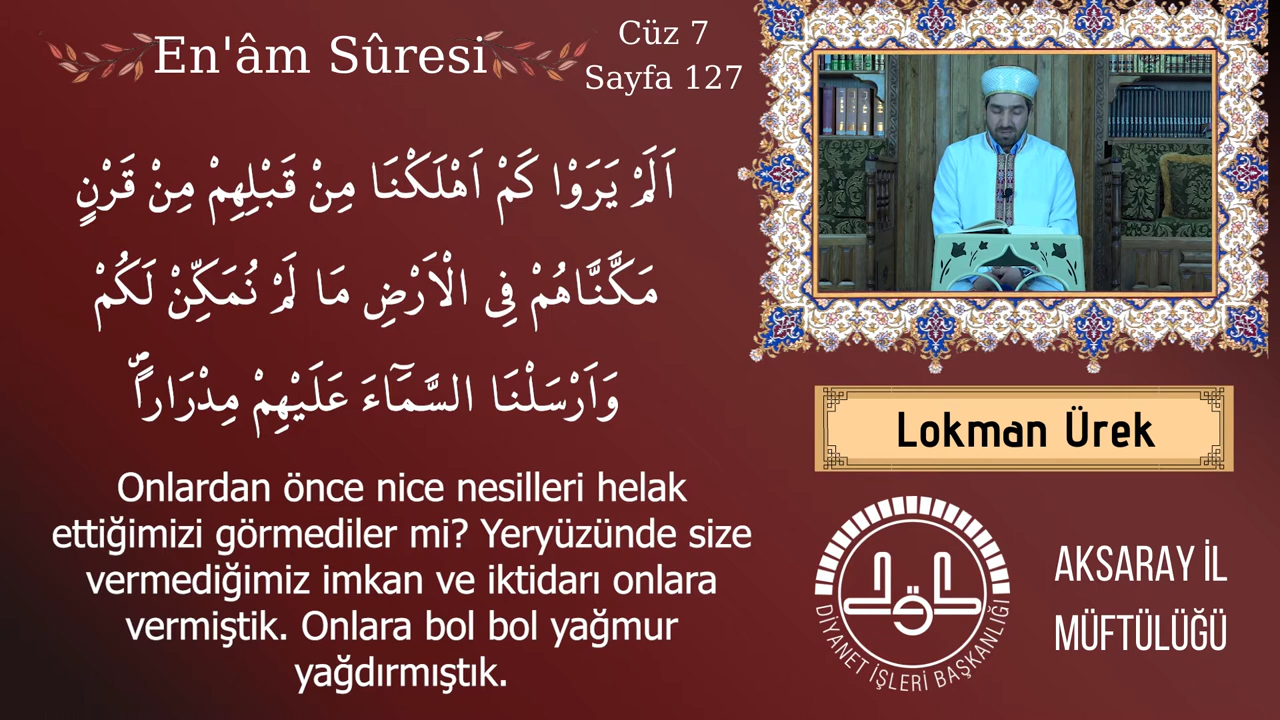 En'âm Sûresi
Cüz 7
Sayfa 127
اَلَمْ يَرَوْا كَمْ اَهْلَكْنَا مِنْ قَبْلِهِمْ مِنْ قَرْنٍ
مَكَّنَّاهُمْ فِى الْاَرْضِ مَا لَمْ نُمَكِّنْ لَكُمْ
وَاَرْسَلْنَا السَّمَٓاءَ عَلَيْهِمْ مِدْرَارًاۖ
Onlardan önce nice nesilleri helak
ettiğimizi görmediler mi? Yeryüzünde size
vermediğimiz imkan ve iktidarı onlara
vermiştik. Onlara bol bol yağmur
yağdırmıştık.
Lokman Ürek
DİYANET İŞLERİ BAŞKANLIĞI
AKSARAY İL
MÜFTÜLÜĞÜ